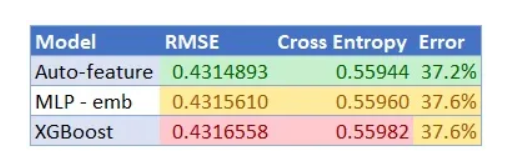 Model RMSE Cross Entropy Error
Auto-feature 0.4314893 0.55944 37.2%
MLP - emb 0.4315610 0.55960 37.6%
XGBoost 0.4316558 0.55982 37.6%